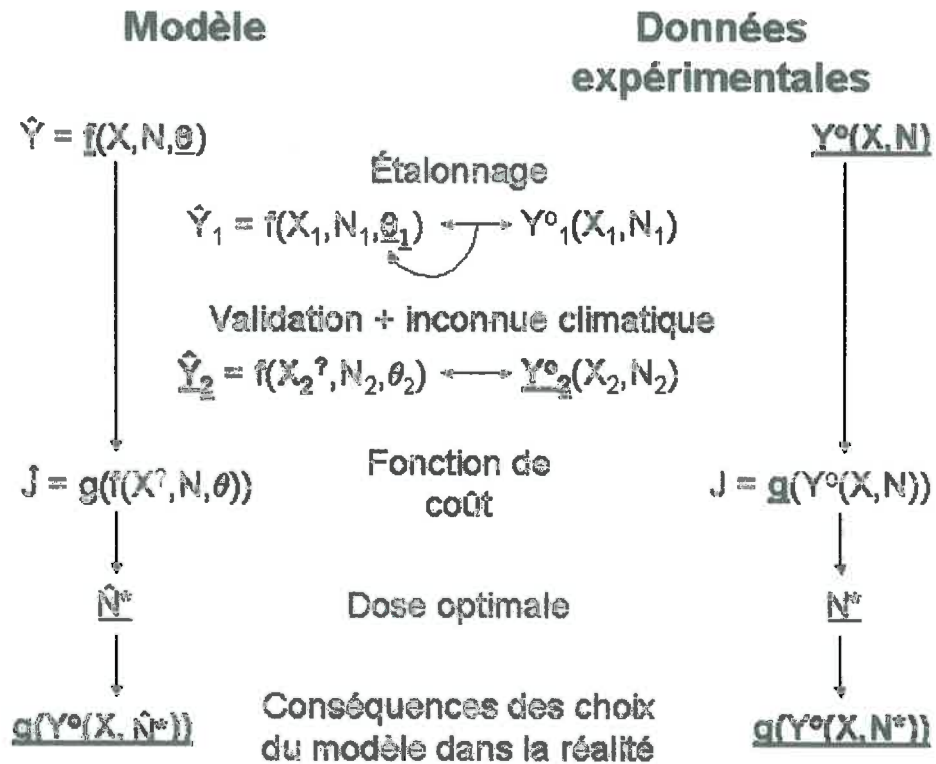 Modèle
Données
expérimentales
Ŷ = f(X,N,θ)
Y°(X,N)
Étalonnage
Ŷ₁ = f(X₁,N₁,θ₁)
Y°₁(X₁,N₁)
Validation + inconnue climatique
Ŷ₂ = f(X₂?,N₂,θ₂)
Y°₂(X₂,N₂)
Ĵ = g(f(X?,N,θ))
Fonction de
coût
J = g(Y°(X,N))
N̂*
Dose optimale
N*
g(Y°(X, N̂*))
Conséquences des choix
du modèle dans la réalité
g(Y°(X,N*))